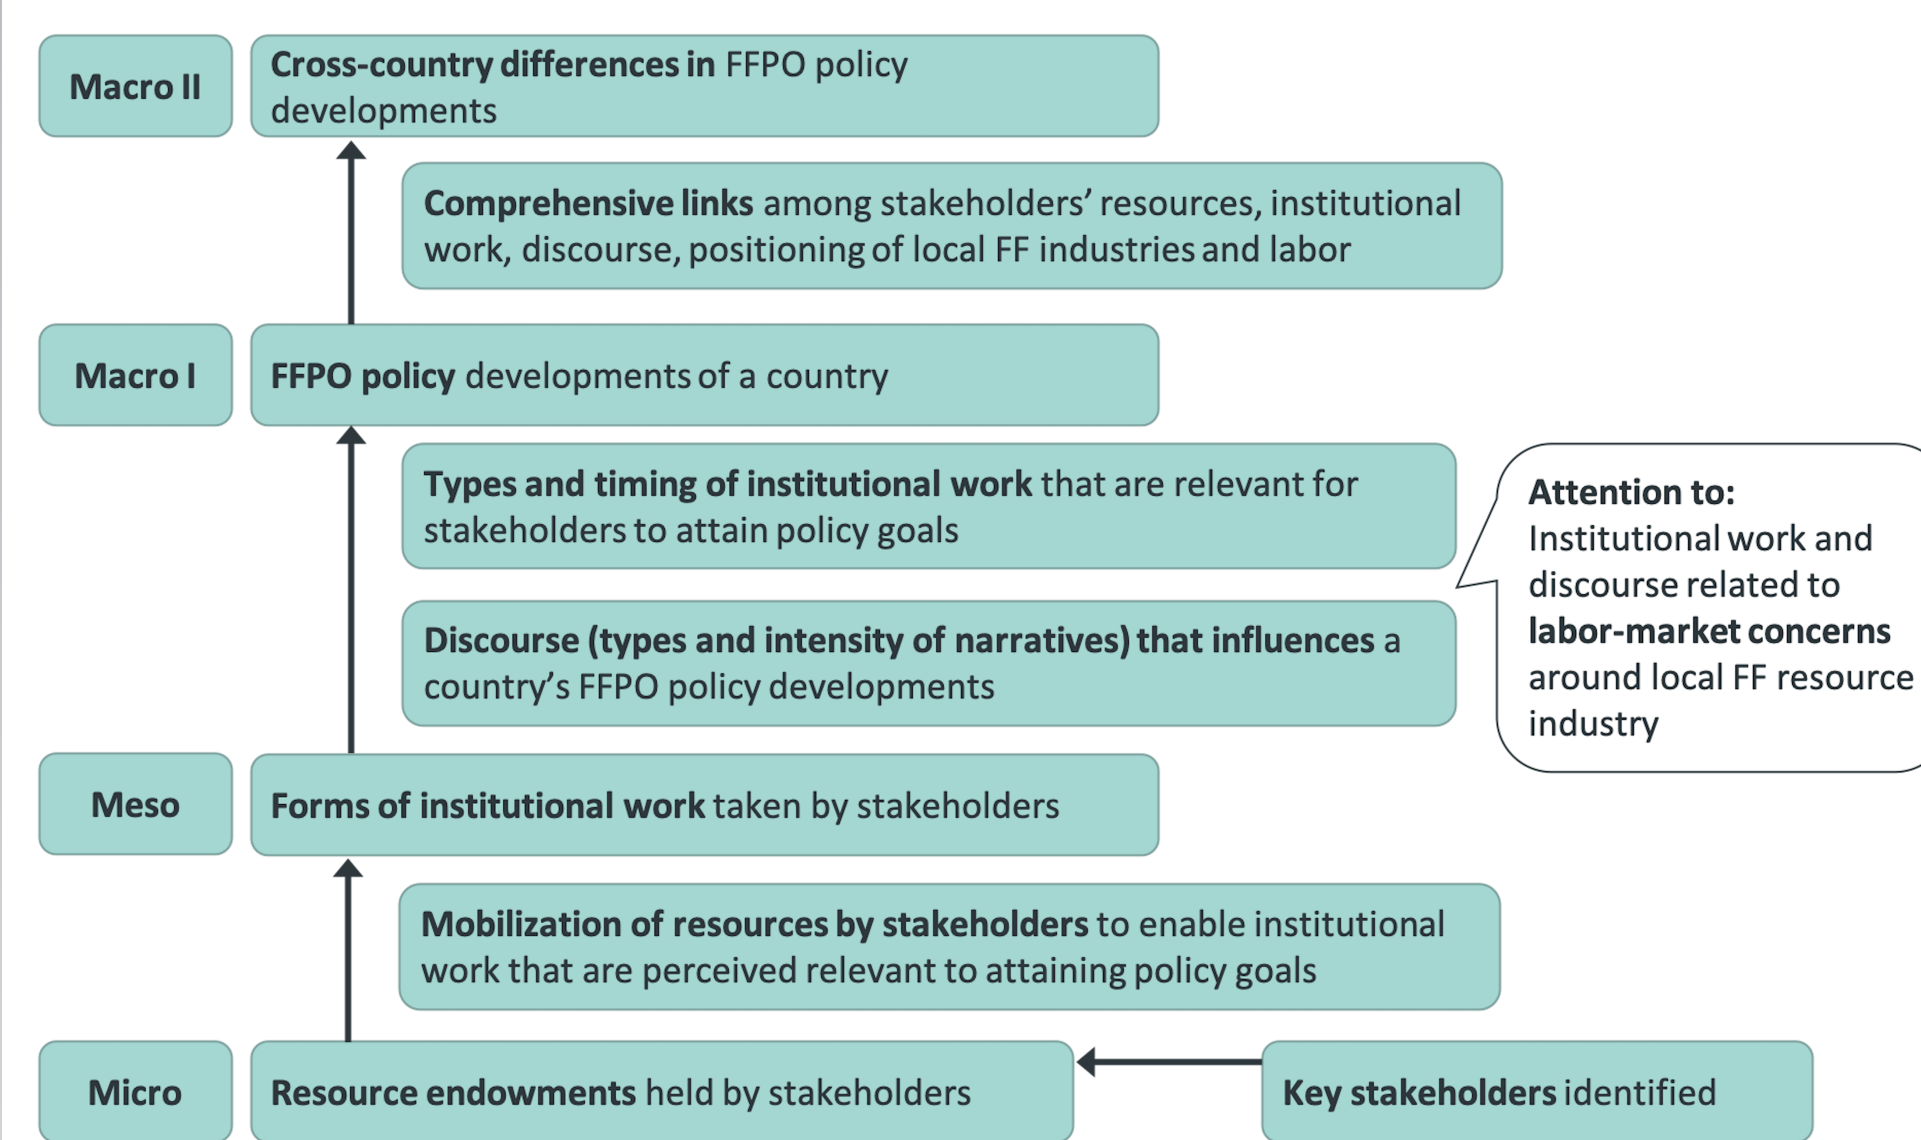 Macro II
Cross-country differences in FFPO policy
developments
Comprehensive links among stakeholders’ resources, institutional
work, discourse, positioning of local FF industries and labor
Macro I
FFPO policy developments of a country
Types and timing of institutional work that are relevant for
stakeholders to attain policy goals
Attention to:
Institutional work and
discourse related to
labor-market concerns
around local FF resource
industry
Discourse (types and intensity of narratives) that influences a
country’s FFPO policy developments
Meso
Forms of institutional work taken by stakeholders
Mobilization of resources by stakeholders to enable institutional
work that are perceived relevant to attaining policy goals
Micro
Resource endowments held by stakeholders
Key stakeholders identified